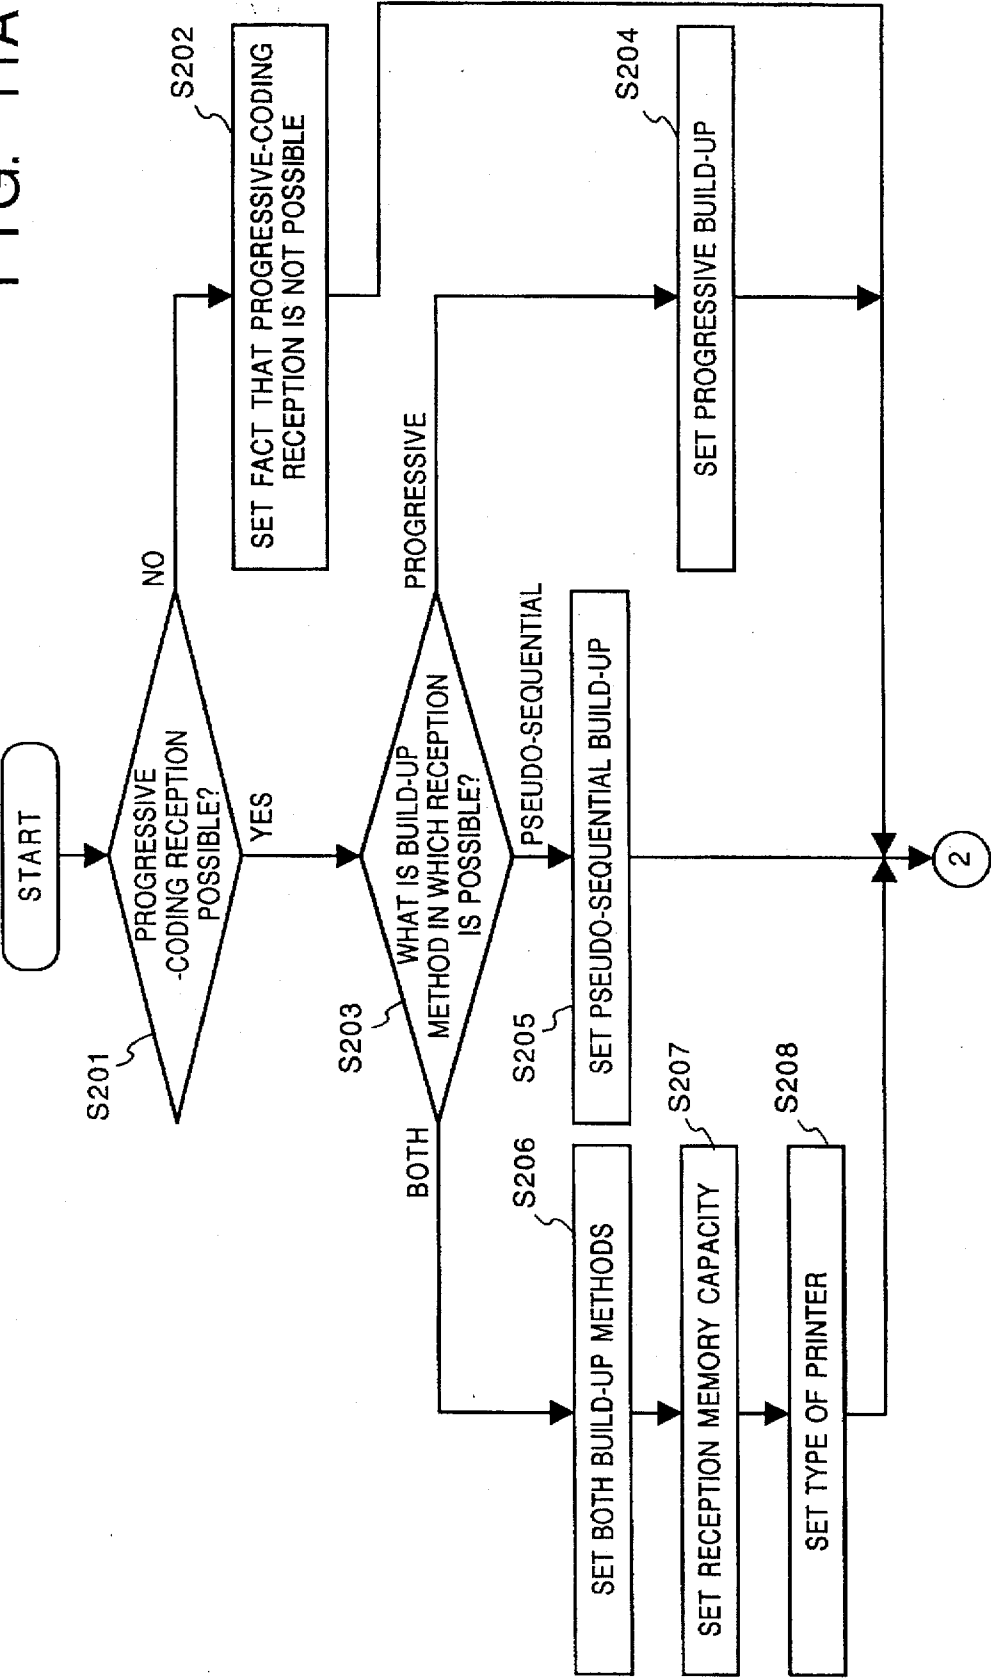 FIG. 11A
START
S201
PROGRESSIVE
-CODING RECEPTION
POSSIBLE?
NO
YES
S202
SET FACT THAT PROGRESSIVE-CODING
RECEPTION IS NOT POSSIBLE
S203
WHAT IS BUILD-UP
METHOD IN WHICH RECEPTION
IS POSSIBLE?
BOTH
PSEUDO-SEQUENTIAL
PROGRESSIVE
S204
SET PROGRESSIVE BUILD-UP
S205
SET PSEUDO-SEQUENTIAL BUILD-UP
S206
SET BOTH BUILD-UP METHODS
S207
SET RECEPTION MEMORY CAPACITY
S208
SET TYPE OF PRINTER
2